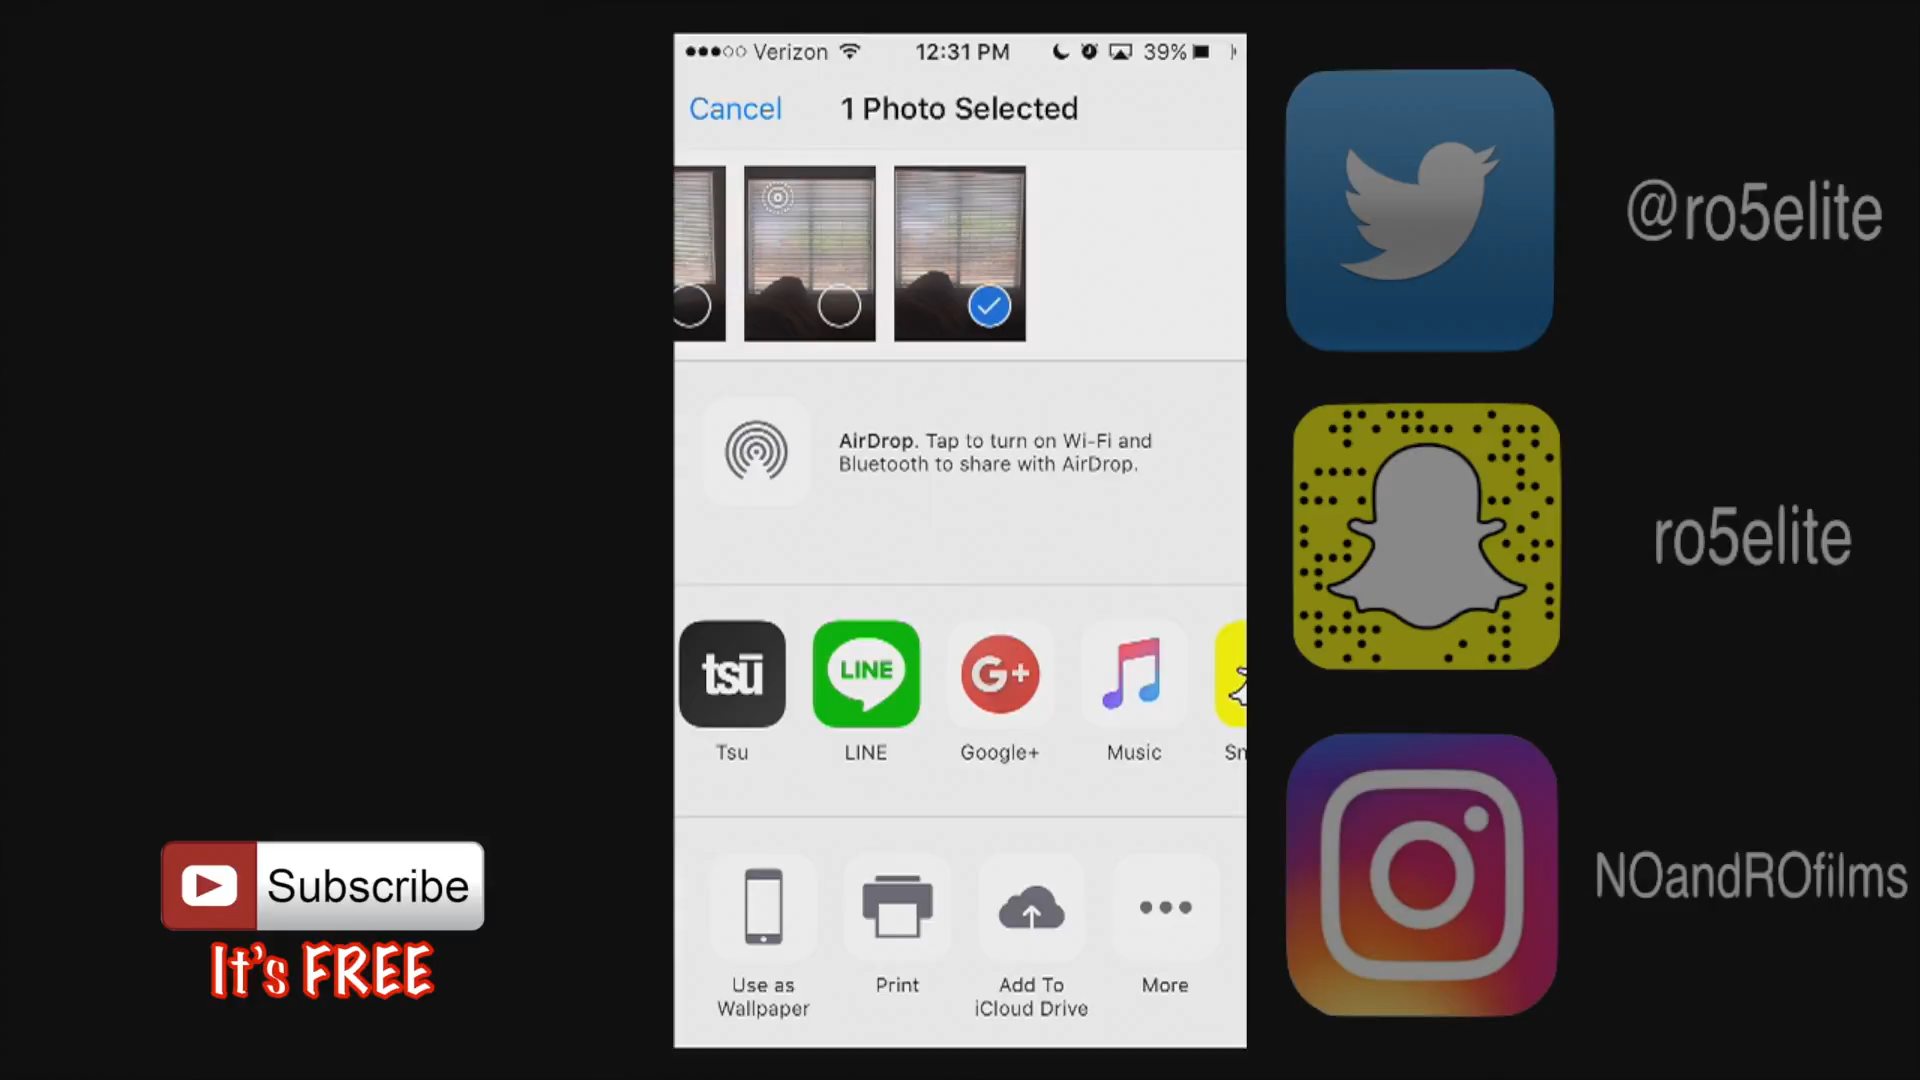 Verizon 12:31 PM 39%
Cancel 1 Photo Selected
AirDrop. Tap to turn on Wi-Fi and
Bluetooth to share with AirDrop.
tsū
LINE
G+
Tsu
LINE
Google+
Music
Sn
Use as
Wallpaper
Print
Add To
iCloud Drive
More
Subscribe
It's FREE
@ro5elite
ro5elite
NOandROfilms